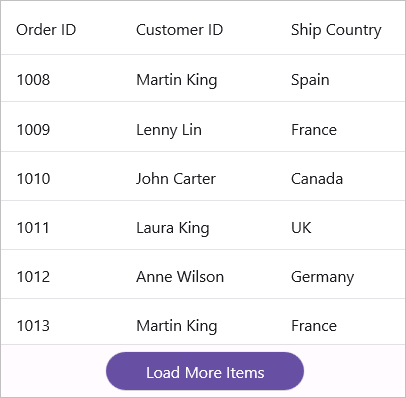 Order ID Customer ID Ship Country
1008 Martin King Spain
1009 Lenny Lin France
1010 John Carter Canada
1011 Laura King UK
1012 Anne Wilson Germany
1013 Martin King France
Load More Items